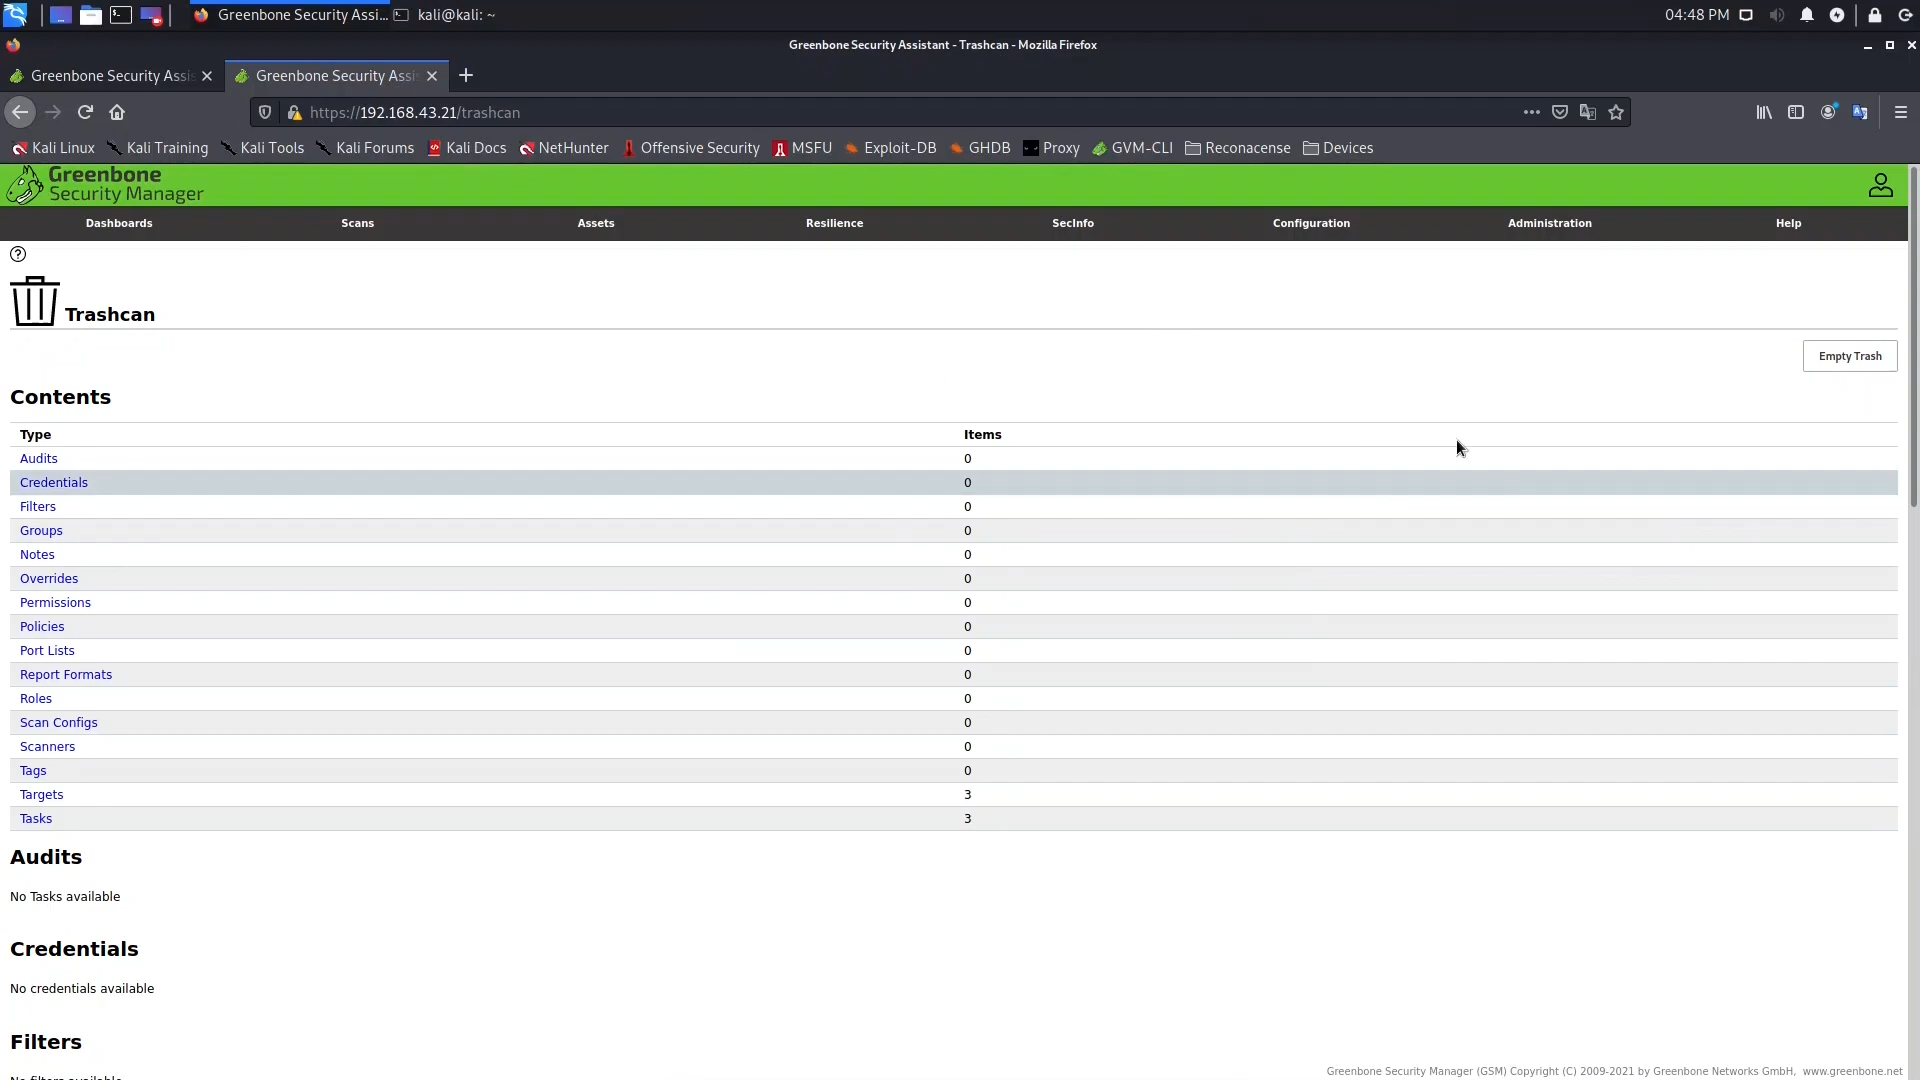 Greenbone Security Assi... kali@kali: ~ 04:48 PM
Greenbone Security Assistant - Trashcan - Mozilla Firefox
Greenbone Security Assis Greenbone Security Assi
https://192.168.43.21/trashcan
Kali Linux Kali Training Kali Tools Kali Forums Kali Docs NetHunter Offensive Security MSFU Exploit-DB GHDB Proxy GVM-CLI Reconacense Devices
Greenbone
Security Manager
Dashboards Scans Assets Resilience SecInfo Configuration Administration Help
Trashcan
Empty Trash
Contents
Type Items
Audits 0
Credentials 0
Filters 0
Groups 0
Notes 0
Overrides 0
Permissions 0
Policies 0
Port Lists 0
Report Formats 0
Roles 0
Scan Configs 0
Scanners 0
Tags 0
Targets 3
Tasks 3
Audits
No Tasks available
Credentials
No credentials available
Filters
No filters available
Greenbone Security Manager (GSM) Copyright (C) 2009-2021 by Greenbone Networks GmbH, www.greenbone.net